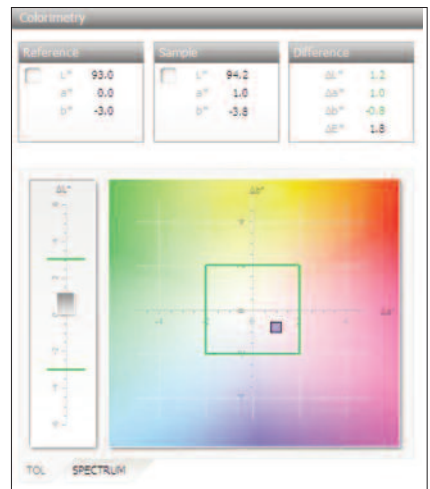 Colorimetry
Reference Sample Difference
L* 93.0 L* 94.2 ΔL* 1.2
a* 0.0 a* 1.0 Δa* 1.0
b* -3.0 b* -3.8 Δb* -0.8
ΔE* 1.8
ΔL* Δb*
Δa*
TOL SPECTRUM